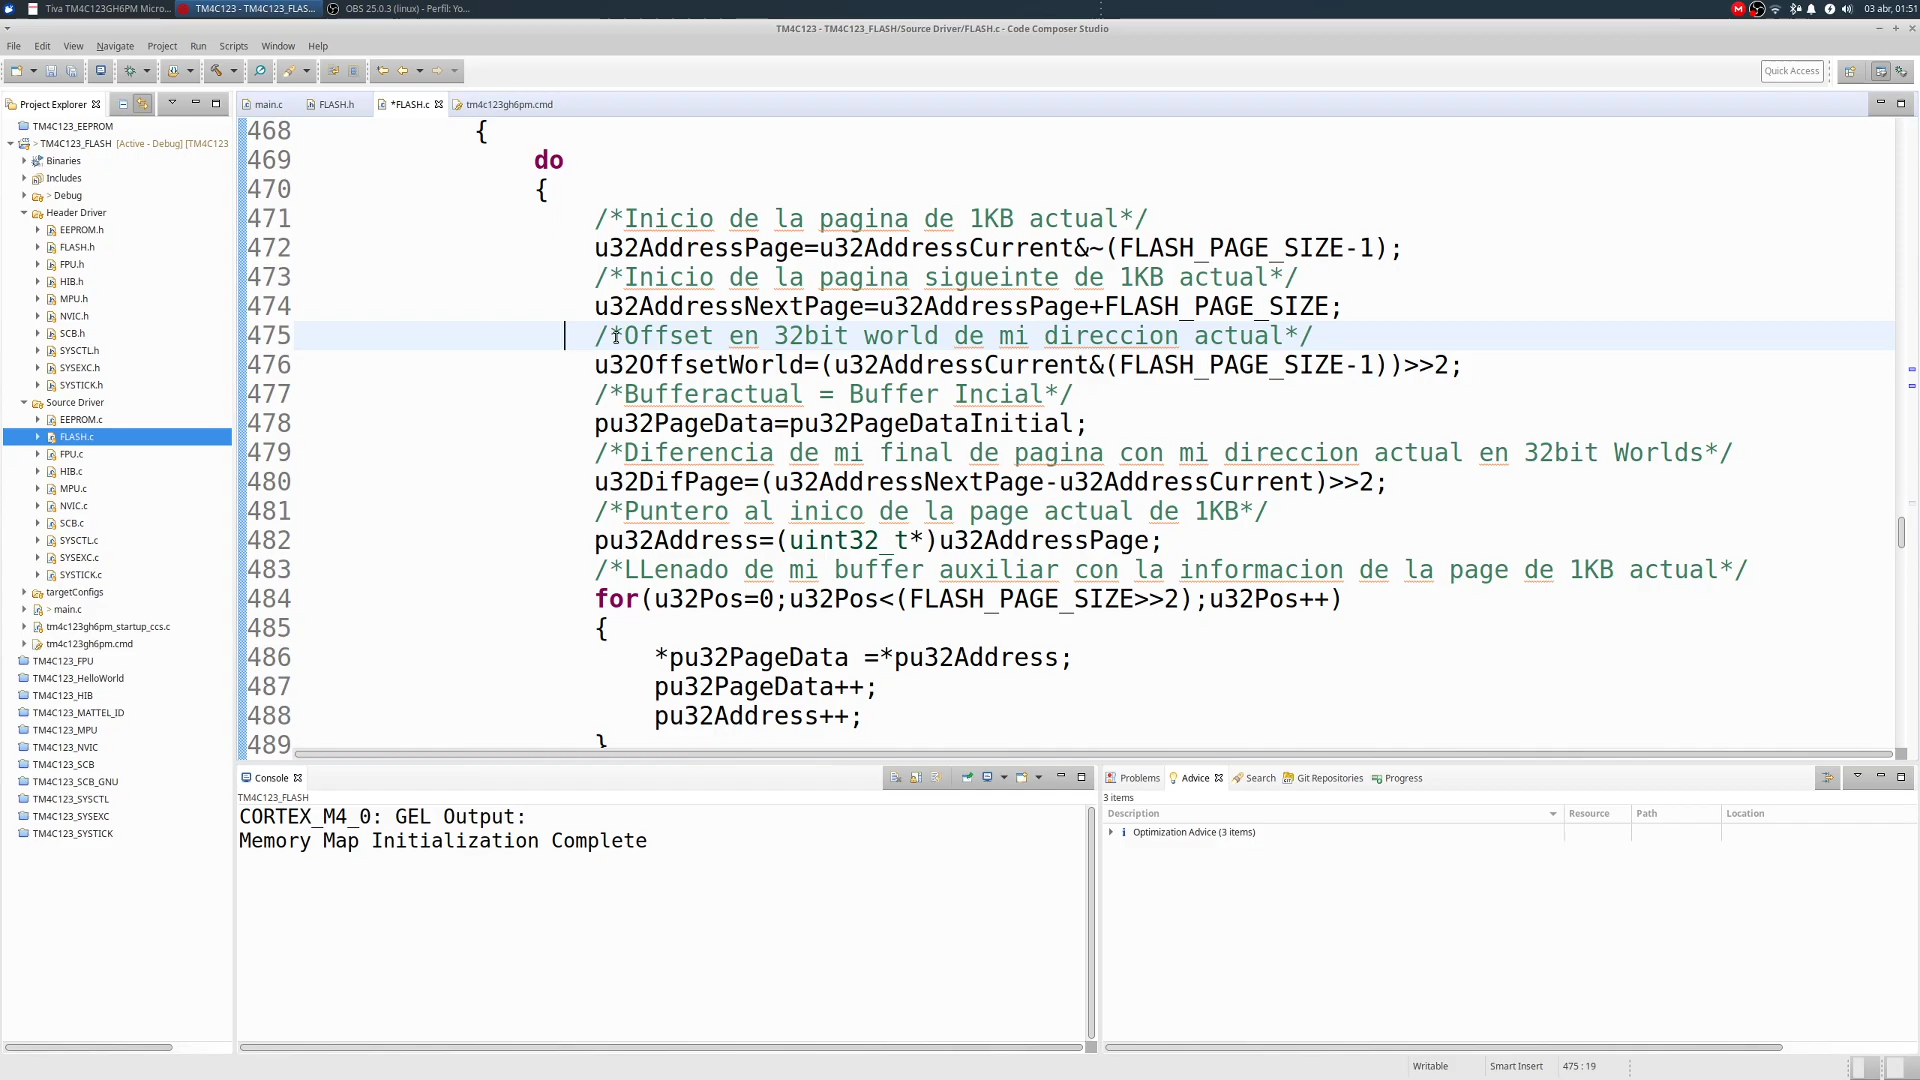 Tiva TM4C123GH6PM Micro...
TM4C123 - TM4C123_FLAS...
OBS 25.0.3 (linux) - Perfil: Yo...
03 abr, 01:51
TM4C123 - TM4C123_FLASH/Source Driver/FLASH.c - Code Composer Studio
File Edit View Navigate Project Run Scripts Window Help
Quick Access
Project Explorer
TM4C123_EEPROM
> TM4C123_FLASH [Active - Debug] [TM4C123
Binaries
Includes
> Debug
Header Driver
EEPROM.h
FLASH.h
FPU.h
HIB.h
MPU.h
NVIC.h
SCB.h
SYSCTL.h
SYSEXC.h
SYSTICK.h
Source Driver
EEPROM.c
FLASH.c
FPU.c
HIB.c
MPU.c
NVIC.c
SCB.c
SYSCTL.c
SYSEXC.c
SYSTICK.c
targetConfigs
> main.c
tm4c123gh6pm_startup_ccs.c
tm4c123gh6pm.cmd
TM4C123_FPU
TM4C123_HelloWorld
TM4C123_HIB
TM4C123_MATTEL_ID
TM4C123_MPU
TM4C123_NVIC
TM4C123_SCB
TM4C123_SCB_GNU
TM4C123_SYSCTL
TM4C123_SYSEXC
TM4C123_SYSTICK
main.c FLASH.h *FLASH.c tm4c123gh6pm.cmd
468 {
469 do
470 {
471 /*Inicio de la pagina de 1KB actual*/
472 u32AddressPage=u32AddressCurrent&~(FLASH_PAGE_SIZE-1);
473 /*Inicio de la pagina sigueinte de 1KB actual*/
474 u32AddressNextPage=u32AddressPage+FLASH_PAGE_SIZE;
475 /*Offset en 32bit world de mi direccion actual*/
476 u32OffsetWorld=(u32AddressCurrent&(FLASH_PAGE_SIZE-1))>>2;
477 /*Bufferactual = Buffer Incial*/
478 pu32PageData=pu32PageDataInitial;
479 /*Diferencia de mi final de pagina con mi direccion actual en 32bit Worlds*/
480 u32DifPage=(u32AddressNextPage-u32AddressCurrent)>>2;
481 /*Puntero al inico de la page actual de 1KB*/
482 pu32Address=(uint32_t*)u32AddressPage;
483 /*LLenado de mi buffer auxiliar con la informacion de la page de 1KB actual*/
484 for(u32Pos=0;u32Pos<(FLASH_PAGE_SIZE>>2);u32Pos++)
485 {
486 *pu32PageData =*pu32Address;
487 pu32PageData++;
488 pu32Address++;
489 }
Console
TM4C123_FLASH
CORTEX_M4_0: GEL Output:
Memory Map Initialization Complete
Problems Advice Search Git Repositories Progress
3 items
Description Resource Path Location
i Optimization Advice (3 items)
Writable Smart Insert 475 : 19